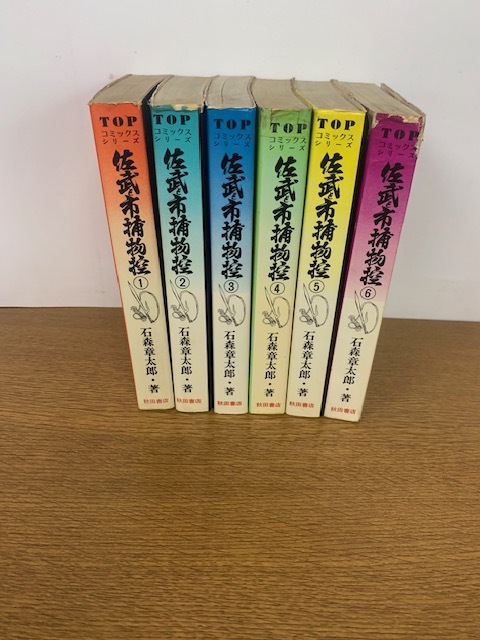 TOP
コミックス
シリーズ
佐武と市捕物控
1
石森章太郎・著
秋田書店
TOP
コミックス
シリーズ
佐武と市捕物控
2
石森章太郎・著
秋田書店
TOP
コミックス
シリーズ
佐武と市捕物控
3
石森章太郎・著
秋田書店
TOP
コミックス
シリーズ
佐武と市捕物控
4
石森章太郎・著
秋田書店
TOP
コミックス
シリーズ
佐武と市捕物控
5
石森章太郎・著
秋田書店
TOP
コミックス
シリーズ
佐武と市捕物控
6
石森章太郎・著
秋田書店